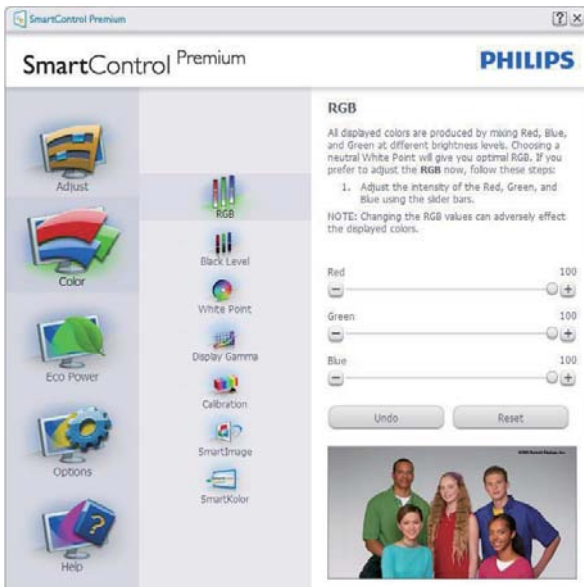 SmartControl Premium
SmartControl Premium
PHILIPS
Adjust
Color
Eco Power
Options
Help
RGB
Black Level
White Point
Display Gamma
Calibration
SmartImage
SmartKolor
RGB
All displayed colors are produced by mixing Red, Blue,
and Green at different brightness levels. Choosing a
neutral White Point will give you optimal RGB. If you
prefer to adjust the RGB now, follow these steps:
1. Adjust the intensity of the Red, Green, and
Blue using the slider bars.
NOTE: Changing the RGB values can adversely effect
the displayed colors.
Red 100
Green 100
Blue 100
Undo Reset